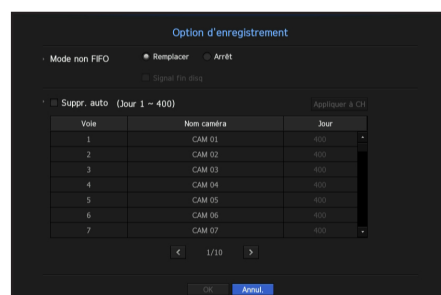 Option d'enregistrement
Mode non FIFO Remplacer Arrêt
Signal fin disq
Suppr. auto (Jour 1 ~ 400) Appliquer à CH
Voie Nom caméra Jour
1 CAM 01 400
2 CAM 02 400
3 CAM 03 400
4 CAM 04 400
5 CAM 05 400
6 CAM 06 400
7 CAM 07 400
< 1/10 >
OK Annul.